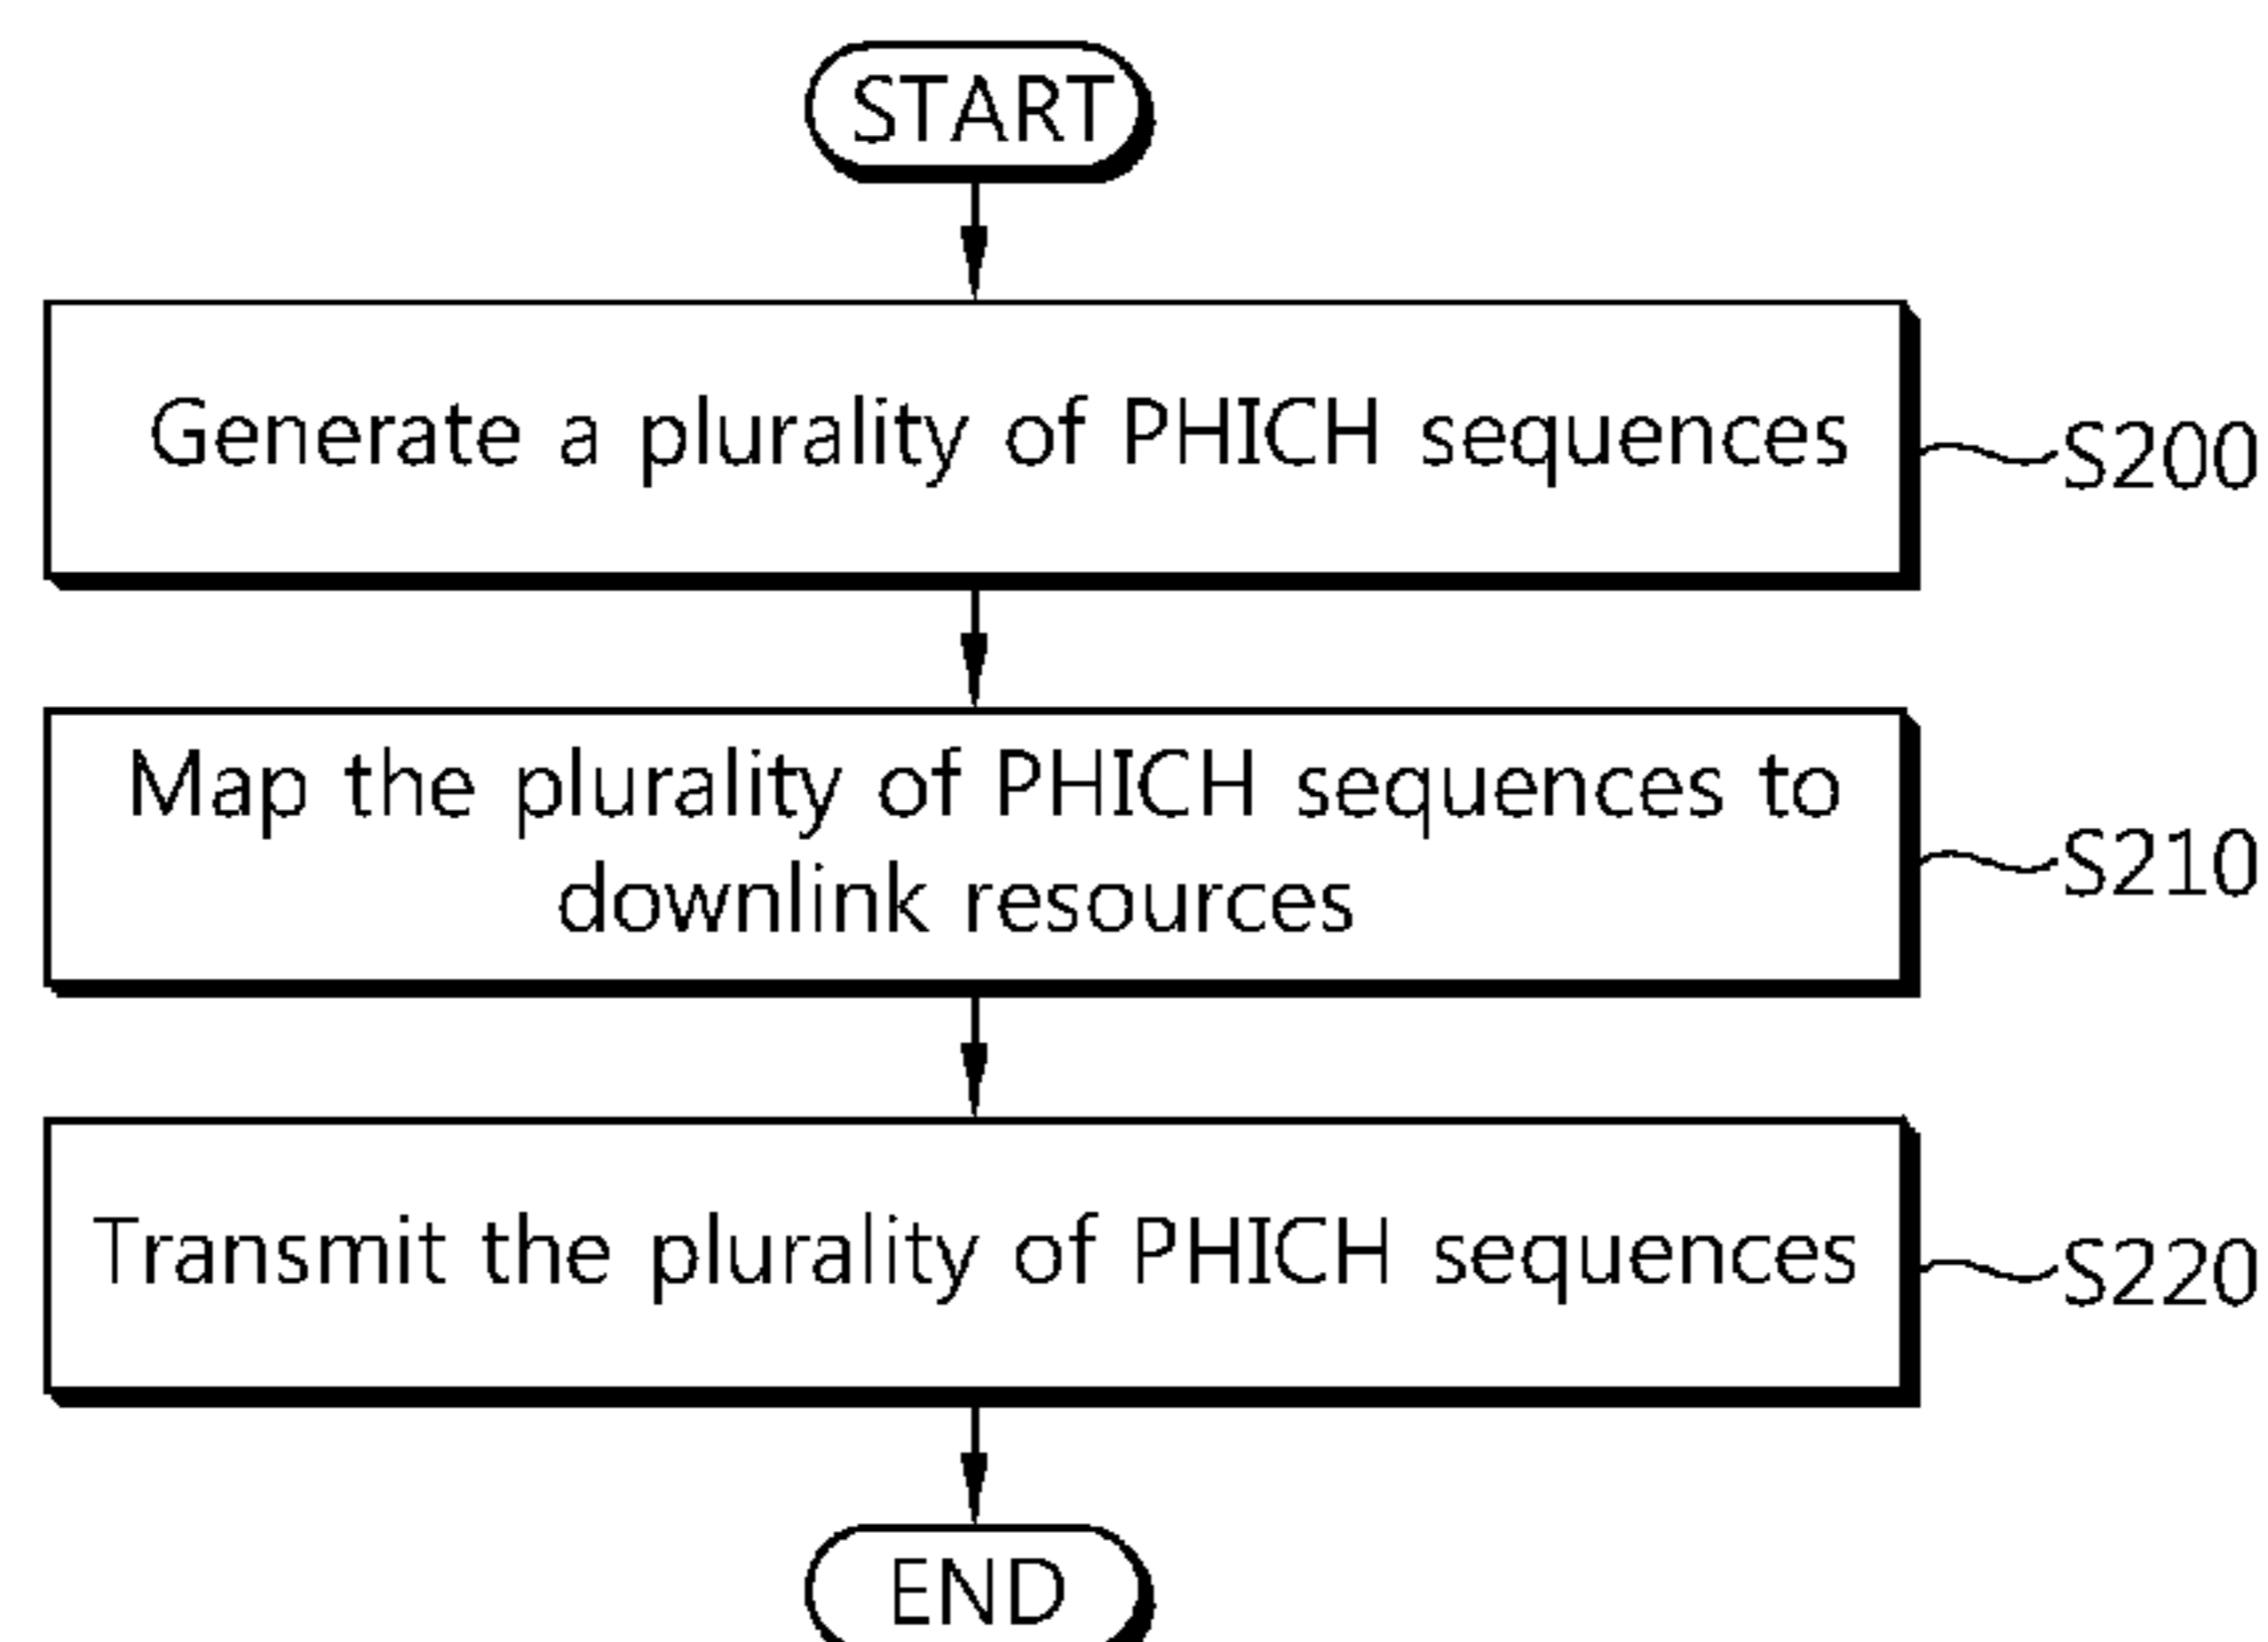 START
Generate a plurality of PHICH sequences
S200
Map the plurality of PHICH sequences to
downlink resources
S210
Transmit the plurality of PHICH sequences
S220
END